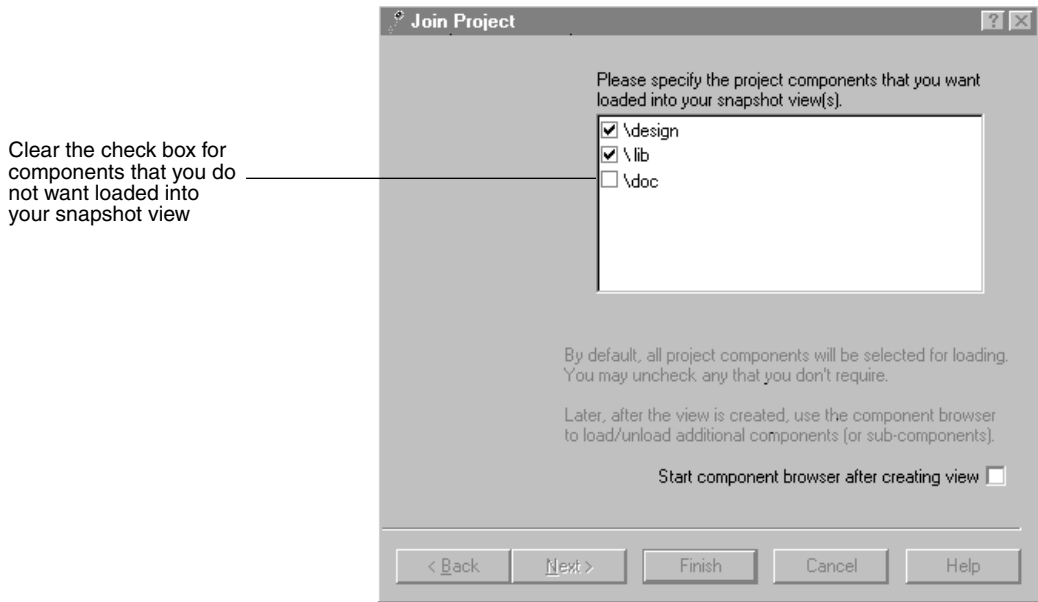 Join Project
Please specify the project components that you want
loaded into your snapshot view(s).
\design
\lib
\doc
Clear the check box for
components that you do
not want loaded into
your snapshot view
By default, all project components will be selected for loading.
You may uncheck any that you don't require.
Later, after the view is created, use the component browser
to load/unload additional components (or sub-components).
Start component browser after creating view
< Back Next > Finish Cancel Help